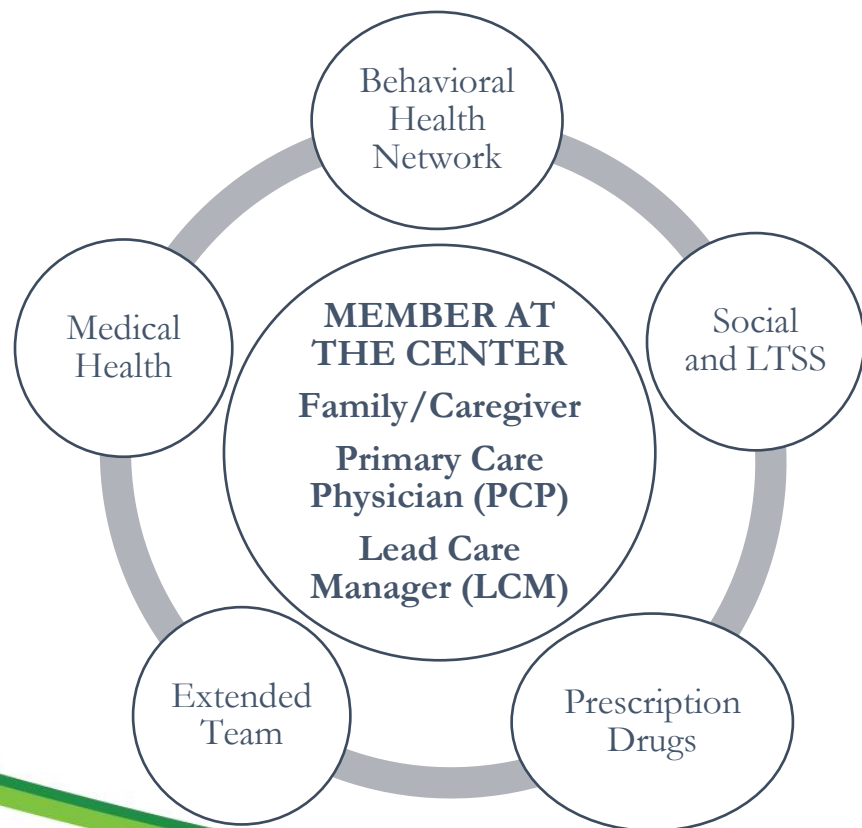 Behavioral
Health
Network
Medical
Health
MEMBER AT
THE CENTER
Family/Caregiver
Primary Care
Physician (PCP)
Lead Care
Manager (LCM)
Social
and LTSS
Extended
Team
Prescription
Drugs